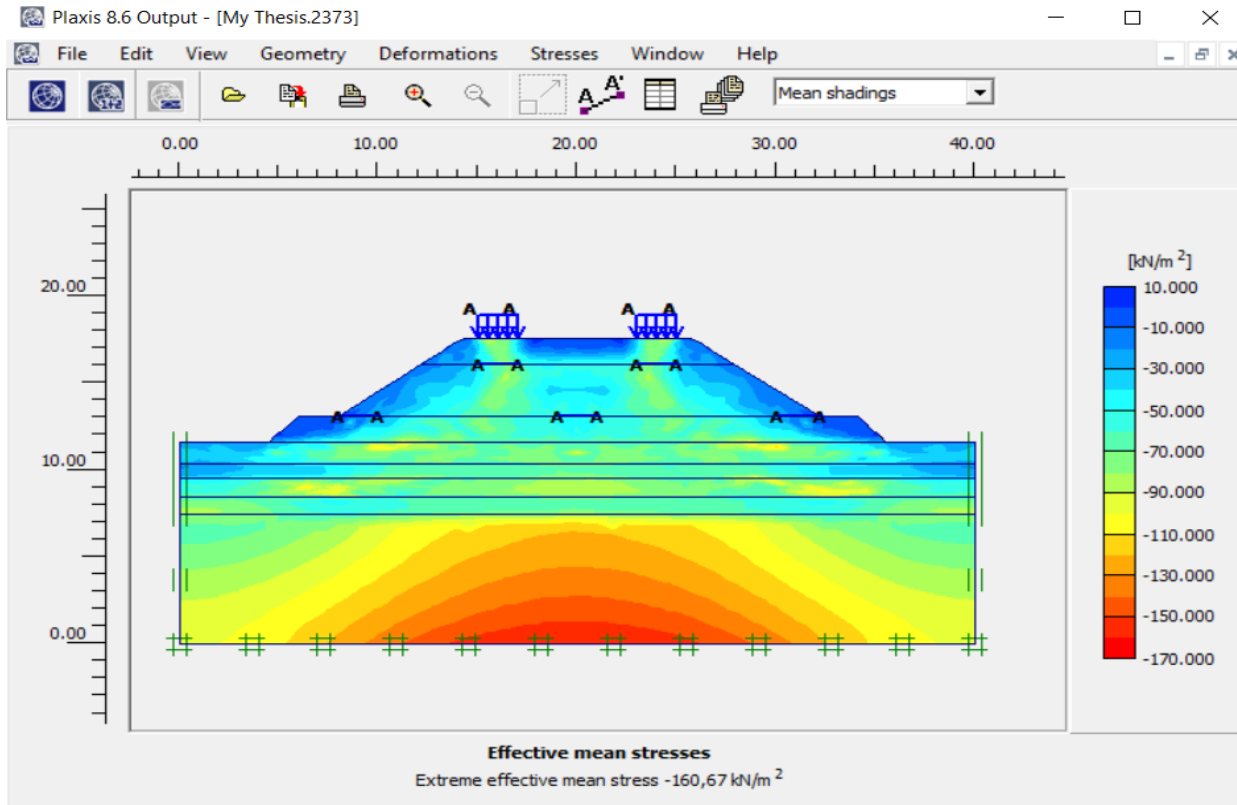 Plaxis 8.6 Output - [My Thesis.2373]
File Edit View Geometry Deformations Stresses Window Help
A A* Mean shadings
0.00 10.00 20.00 30.00 40.00
20.00
10.00
0.00
A A A A
A A A A
A A A A A A
[kN/m 2]
10.000
-10.000
-30.000
-50.000
-70.000
-90.000
-110.000
-130.000
-150.000
-170.000
Effective mean stresses
Extreme effective mean stress -160,67 kN/m 2